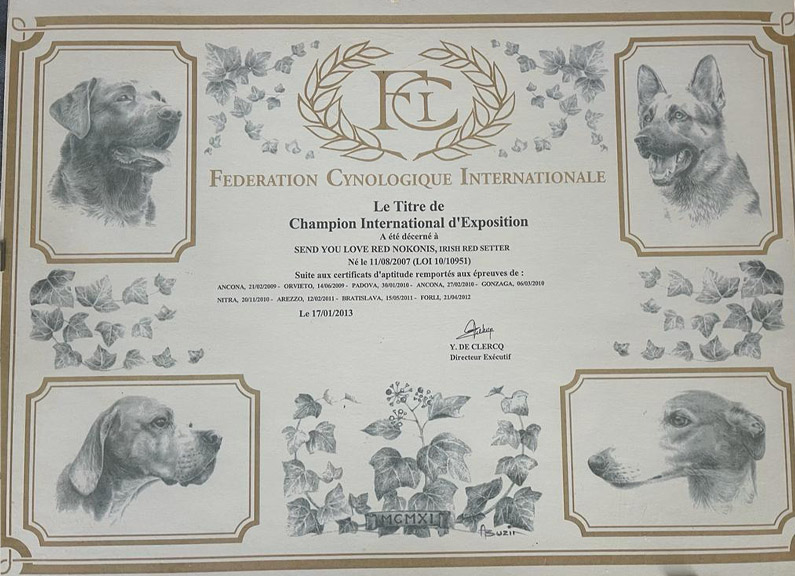 FCI
FEDERATION CYNOLOGIQUE INTERNATIONALE
Le Titre de
Champion International d'Exposition
A été décerné à
SEND YOU LOVE RED NOKONIS, IRISH RED SETTER
Né le 11/08/2007 (LOI 10/10951)
Suite aux certificats d'aptitude remportés aux épreuves de :
ANCONA, 21/02/2009 - ORVIETO, 14/06/2009 - PADOVA, 30/01/2010 - ANCONA, 27/02/2010 - GONZAGA, 06/03/2010
NITRA, 20/11/2010 - AREZZO, 12/02/2011 - BRATISLAVA, 15/05/2011 - FORLI, 21/04/2012
Le 17/01/2013
Y. DE CLERCQ
Directeur Exécutif
MCMXI